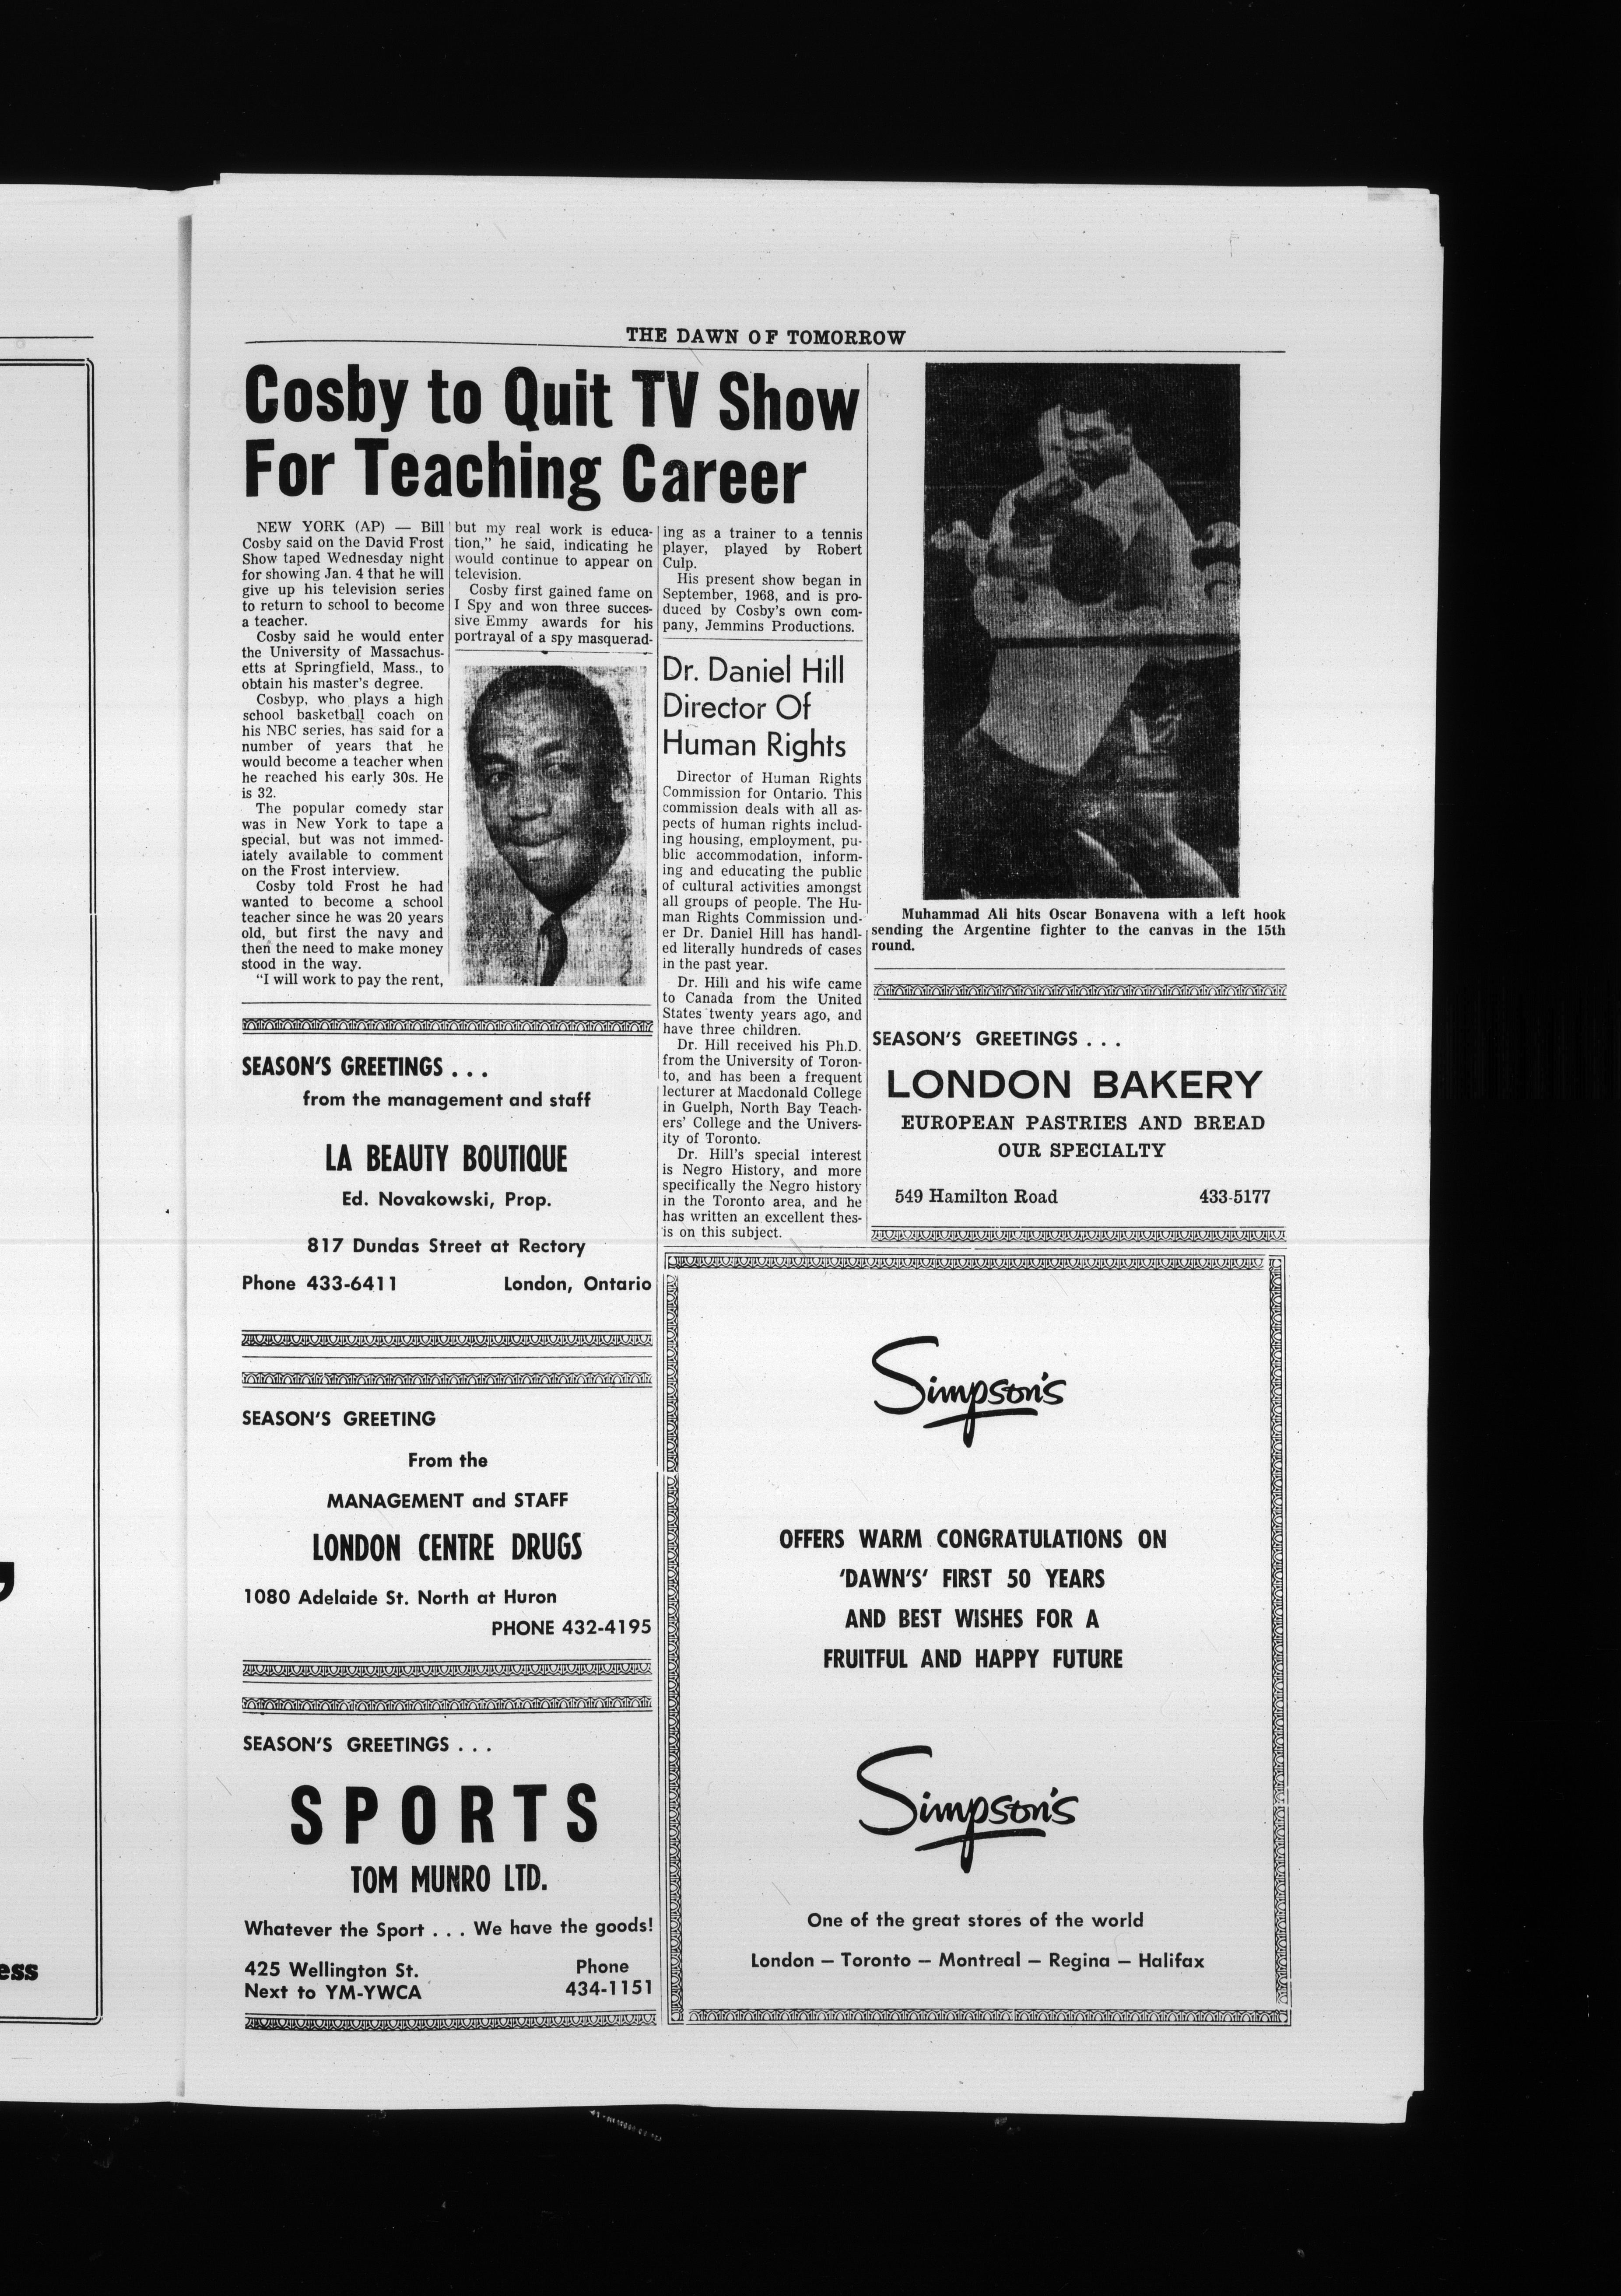 THE DAWN OF TOMORROW
Cosby to Quit TV Show
For Teaching Career
NEW YORK (AP) — Bill
Cosby said on the David Frost
Show taped Wednesday night
for showing Jan. 4 that he will
give up his television series
to return to school to become
a teacher.
Cosby said he would enter
the University of Massachus-
etts at Springfield, Mass., to
obtain his master's degree.
Cosbyp, who plays a high
school basketball coach on
his NBC series, has said for a
number of years that he
would become a teacher when
he reached his early 30s. He
is 32.
The popular comedy star
was in New York to tape a
special, but was not immed-
iately available to comment
on the Frost interview.
Cosby told Frost he had
wanted to become a school
teacher since he was 20 years
old, but first the navy and
then the need to make money
stood in the way.
"I will work to pay the rent,
but my real work is educa-
tion," he said, indicating he
would continue to appear on
television.
Cosby first gained fame on
I Spy and won three succes-
sive Emmy awards for his
portrayal of a spy masquerad-
ing as a trainer to a tennis
player, played by Robert
Culp.
His present show began in
September, 1968, and is pro-
duced by Cosby's own com-
pany, Jemmins Productions.
Dr. Daniel Hill
Director Of
Human Rights
Director of Human Rights
Commission for Ontario. This
commission deals with all as-
pects of human rights includ-
ing housing, employment, pu-
blic accommodation, inform-
ing and educating the public
of cultural activities amongst
all groups of people. The Hu-
man Rights Commission und-
er Dr. Daniel Hill has handl-
ed literally hundreds of cases
in the past year.
Dr. Hill and his wife came
to Canada from the United
States twenty years ago, and
have three children.
Dr. Hill received his Ph.D.
from the University of Toron-
to, and has been a frequent
lecturer at Macdonald College
in Guelph, North Bay Teach-
ers' College and the Univers-
ity of Toronto.
Dr. Hill's special interest
is Negro History, and more
specifically the Negro history
in the Toronto area, and he
has written an excellent thes-
is on this subject.
Muhammad Ali hits Oscar Bonavena with a left hook
sending the Argentine fighter to the canvas in the 15th
round.
SEASON'S GREETINGS . . .
LONDON BAKERY
EUROPEAN PASTRIES AND BREAD
OUR SPECIALTY
549 Hamilton Road 433-5177
SEASON'S GREETINGS . . .
from the management and staff
LA BEAUTY BOUTIQUE
Ed. Novakowski, Prop.
817 Dundas Street at Rectory
Phone 433-6411 London, Ontario
SEASON'S GREETING
From the
MANAGEMENT and STAFF
LONDON CENTRE DRUGS
1080 Adelaide St. North at Huron
PHONE 432-4195
SEASON'S GREETINGS . . .
SPORTS
TOM MUNRO LTD.
Whatever the Sport . . . We have the goods!
425 Wellington St. Phone
Next to YM-YWCA 434-1151
Simpson's
OFFERS WARM CONGRATULATIONS ON
'DAWN'S' FIRST 50 YEARS
AND BEST WISHES FOR A
FRUITFUL AND HAPPY FUTURE
Simpson's
One of the great stores of the world
London — Toronto — Montreal — Regina — Halifax
ess